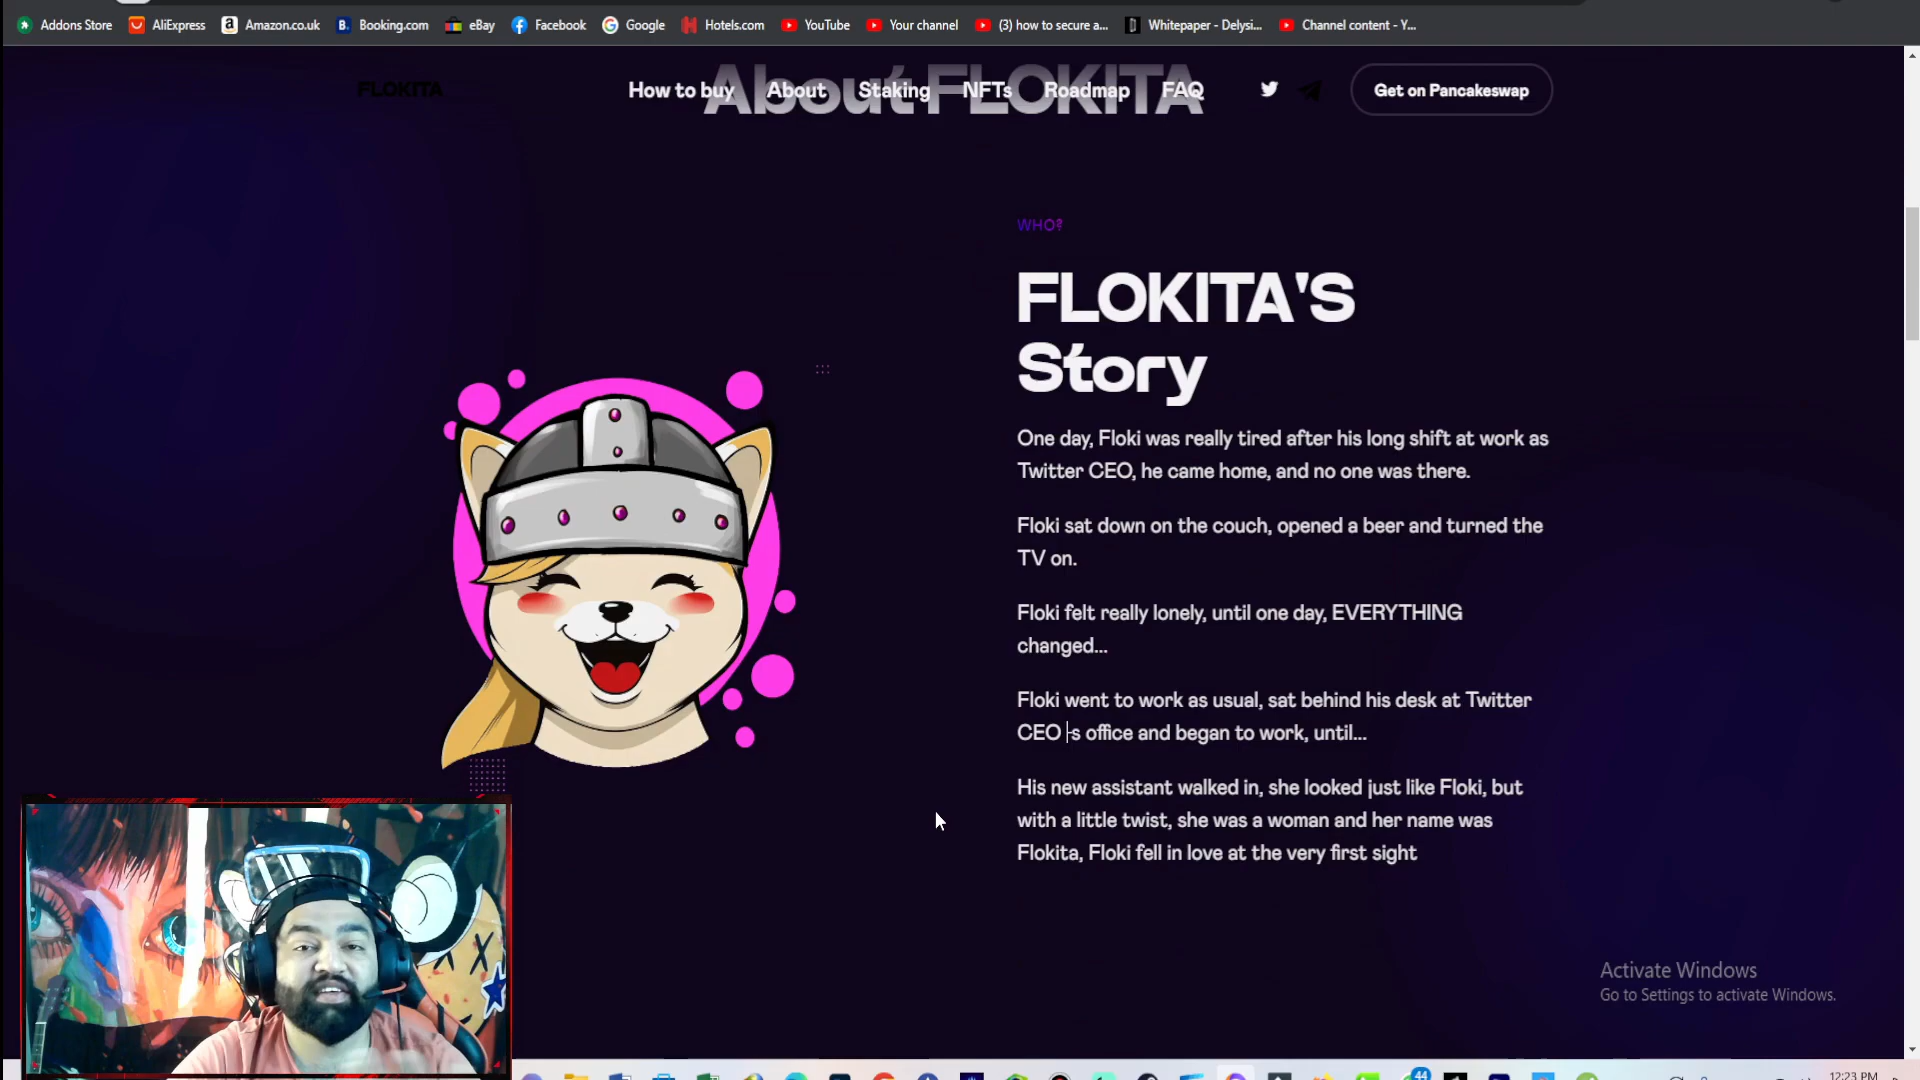 Addons Store AliExpress Amazon.co.uk Booking.com eBay Facebook Google Hotels.com YouTube Your channel (3) how to secure a... Whitepaper - Delysi... Channel content - Y...
About FLOKITA
FLOKITA How to buy About Staking NFTs Roadmap FAQ Get on Pancakeswap
WHO?
FLOKITA'S
Story
One day, Floki was really tired after his long shift at work as
Twitter CEO, he came home, and no one was there.
Floki sat down on the couch, opened a beer and turned the
TV on.
Floki felt really lonely, until one day, EVERYTHING
changed...
Floki went to work as usual, sat behind his desk at Twitter
CEO -s office and began to work, until...
His new assistant walked in, she looked just like Floki, but
with a little twist, she was a woman and her name was
Flokita, Floki fell in love at the very first sight
Activate Windows
Go to Settings to activate Windows.
44
12:23 PM